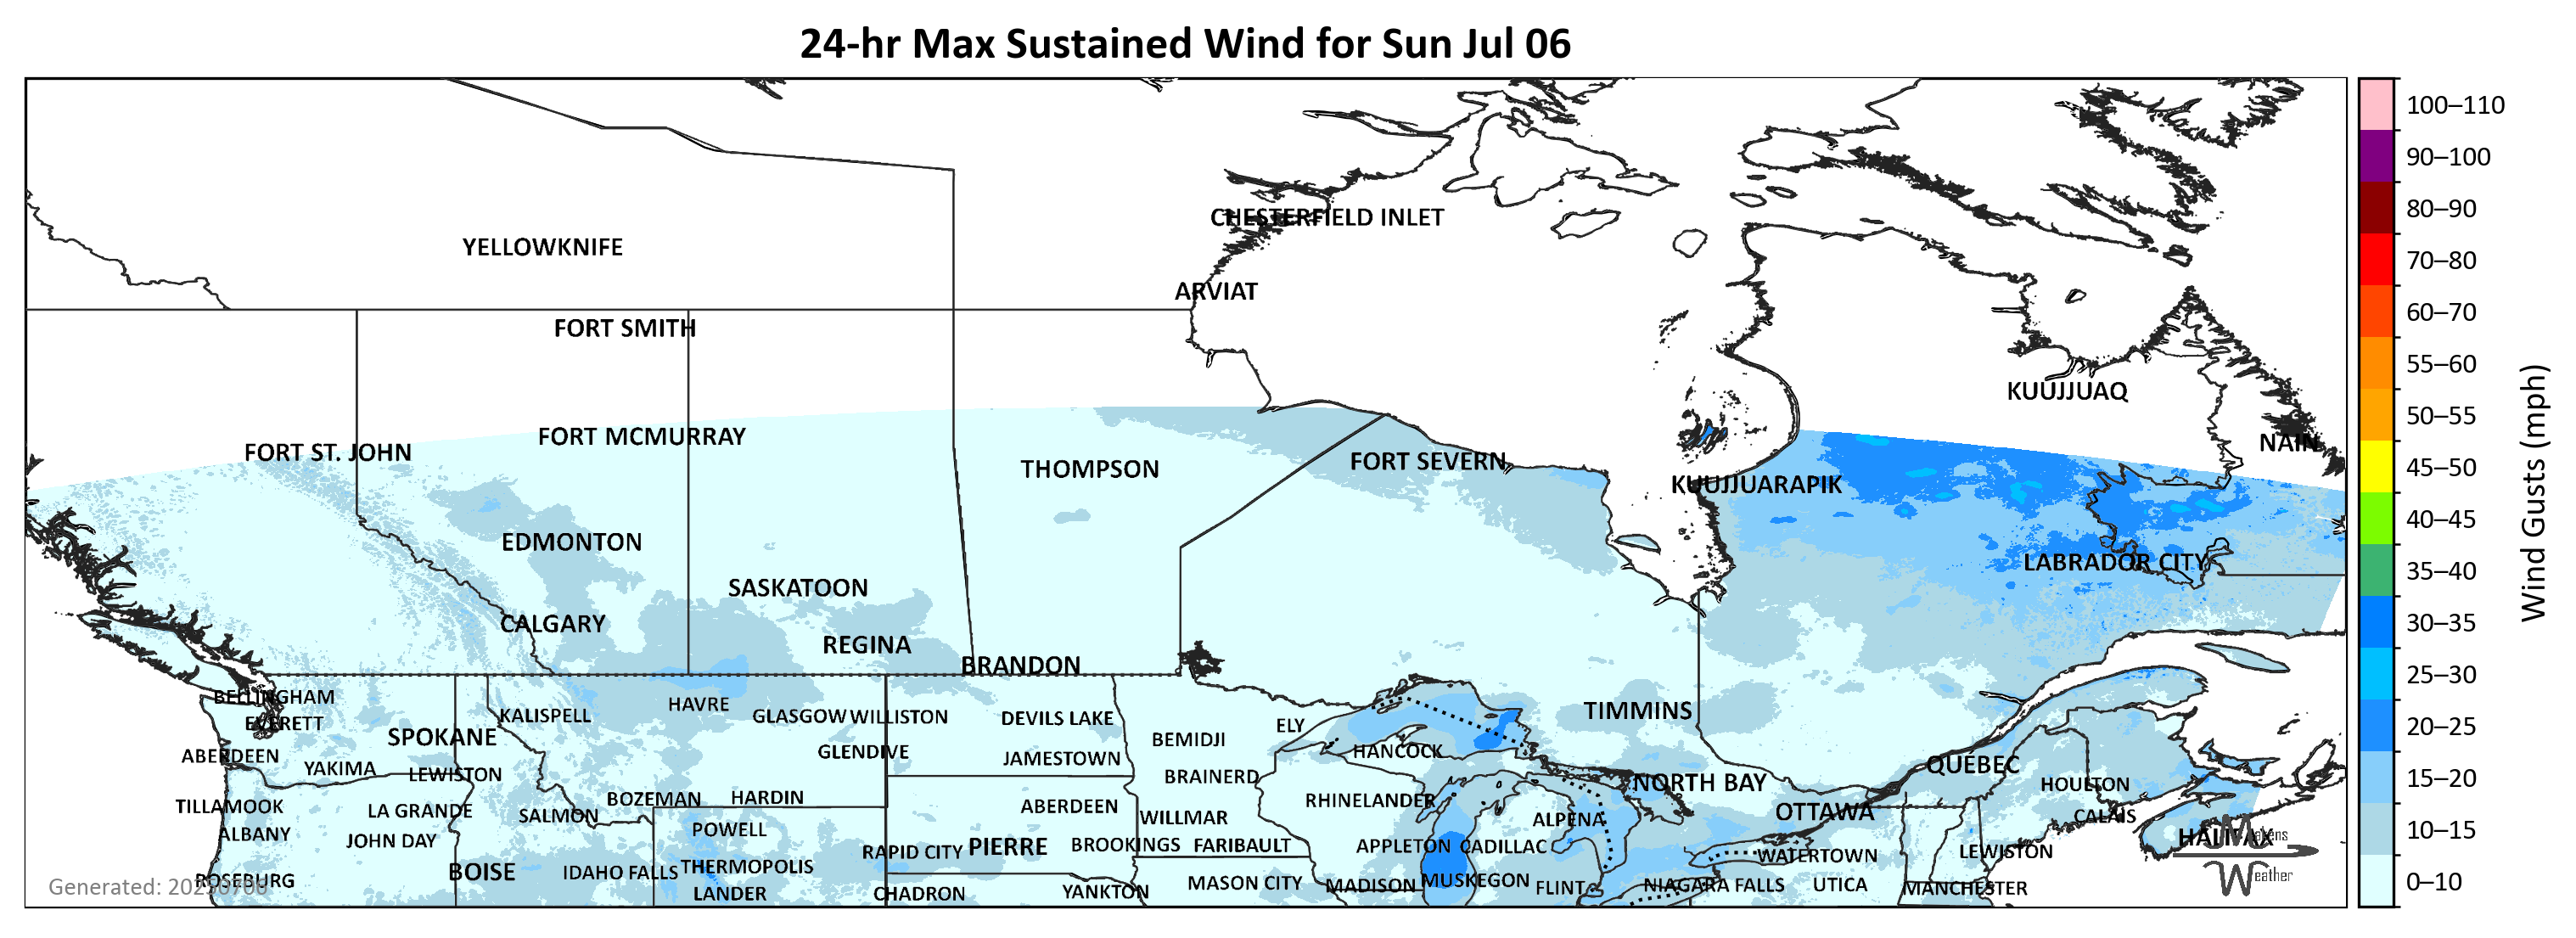 24-hr Max Sustained Wind for Sun Jul 06
100–110
90–100
80–90
70–80
60–70
55–60
50–55
45–50
40–45
35–40
30–35
25–30
20–25
15–20
10–15
0–10
Wind Gusts (mph)
CHESTERFIELD INLET
YELLOWKNIFE
ARVIAT
FORT SMITH
KUUJJUAQ
FORT MCMURRAY
NAIN
FORT ST. JOHN
FORT SEVERN
THOMPSON
KUUJJUARAPIK
EDMONTON
LABRADOR CITY
SASKATOON
CALGARY
REGINA
BRANDON
BELLINGHAM
HAVRE
TIMMINS
KALISPELL
GLASGOW
WILLISTON
DEVILS LAKE
EVERETT
ELY
SPOKANE
BEMIDJI
HANCOCK
GLENDIVE
ABERDEEN
JAMESTOWN
QUÉBEC
YAKIMA
LEWISTON
BRAINERD
NORTH BAY
HOULTON
BOZEMAN
HARDIN
RHINELANDER
TILLAMOOK
LA GRANDE
ABERDEEN
OTTAWA
SALMON
WILLMAR
ALPENA
CALAIS
POWELL
ALBANY
HALIFAX
JOHN DAY
PIERRE
BROOKINGS
FARIBAULT
APPLETON
CADILLAC
RAPID CITY
LEWISTON
WATERTOWN
THERMOPOLIS
BOISE
IDAHO FALLS
ROSEBURG
MUSKEGON
MASON CITY
MADISON
FLINT
NIAGARA FALLS
UTICA
MANCHESTER
LANDER
CHADRON
YANKTON
Makens
Weather
Generated: